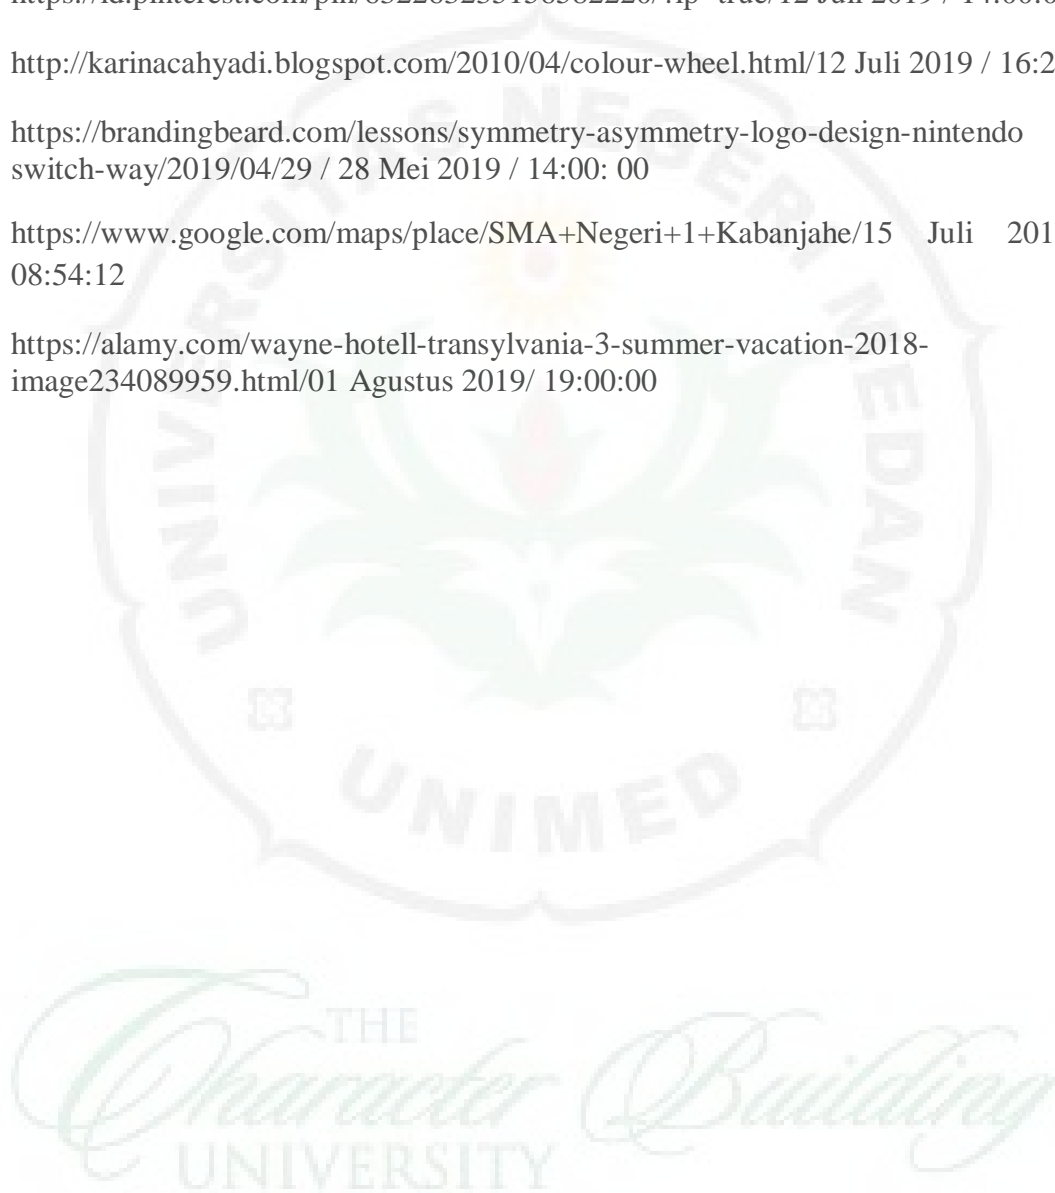 http://karinacahyadi.blogspot.com/2010/04/colour-wheel.html/12 Juli 2019 / 16:2
https://brandingbeard.com/lessons/symmetry-asymmetry-logo-design-nintendo
switch-way/2019/04/29 / 28 Mei 2019 / 14:00: 00
https://www.google.com/maps/place/SMA+Negeri+1+Kabanjahe/15 Juli 201
08:54:12
https://alamy.com/wayne-hotell-transylvania-3-summer-vacation-2018-
image234089959.html/01 Agustus 2019/ 19:00:00
UNIVERSITAS NEGERI MEDAN
UNIMED
THE
Character Building
UNIVERSITY